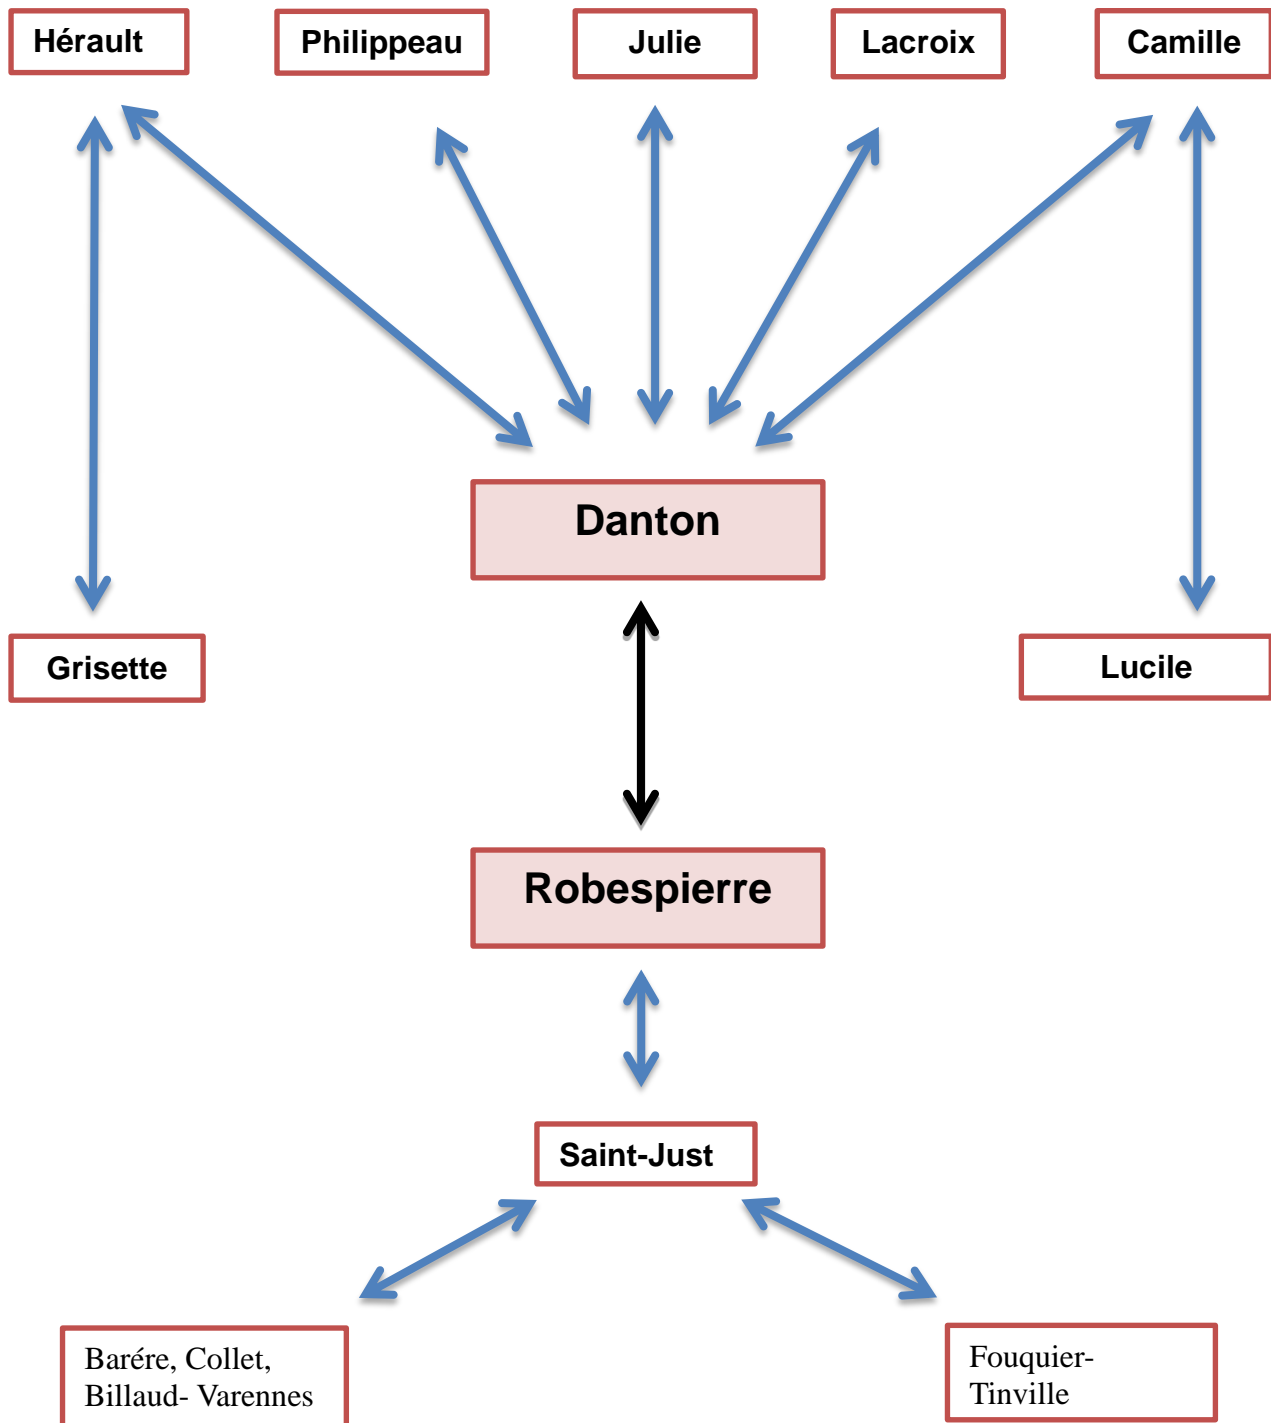 Hérault
Philippeau
Julie
Lacroix
Camille
Danton
Grisette
Lucile
Robespierre
Saint-Just
Barére, Collet,
Billaud- Varennes
Fouquier-
Tinville